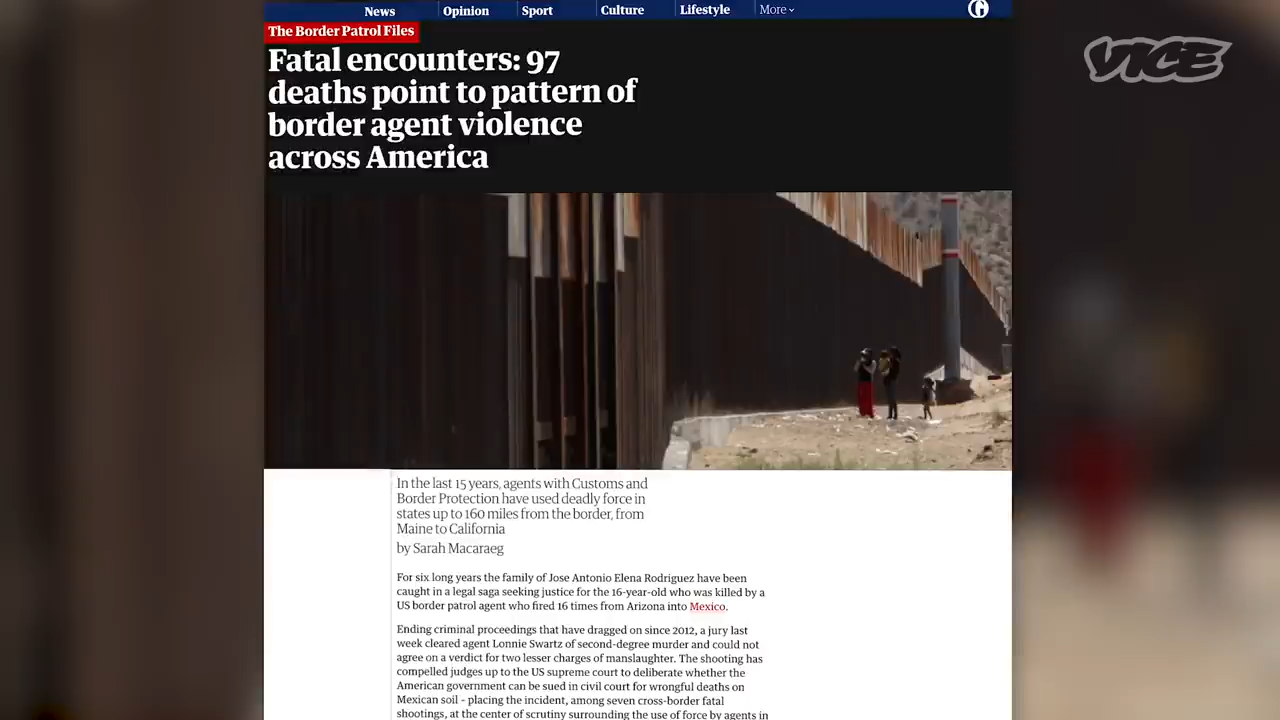 News Opinion Sport Culture Lifestyle More
VICE
The Border Patrol Files
Fatal encounters: 97
deaths point to pattern of
border agent violence
across America
In the last 15 years, agents with Customs and
Border Protection have used deadly force in
states up to 160 miles from the border, from
Maine to California
by Sarah Macaraeg
For six long years the family of Jose Antonio Elena Rodriguez have been
caught in a legal saga seeking justice for the 16-year-old who was killed by a
US border patrol agent who fired 16 times from Arizona into Mexico.
Ending criminal proceedings that have dragged on since 2012, a jury last
week cleared agent Lonnie Swartz of second-degree murder and could not
agree on a verdict for two lesser charges of manslaughter. The shooting has
compelled judges up to the US supreme court to deliberate whether the
American government can be sued in civil court for wrongful deaths on
Mexican soil – placing the incident, among seven cross-border fatal
shootings, at the center of scrutiny surrounding the use of force by agents in